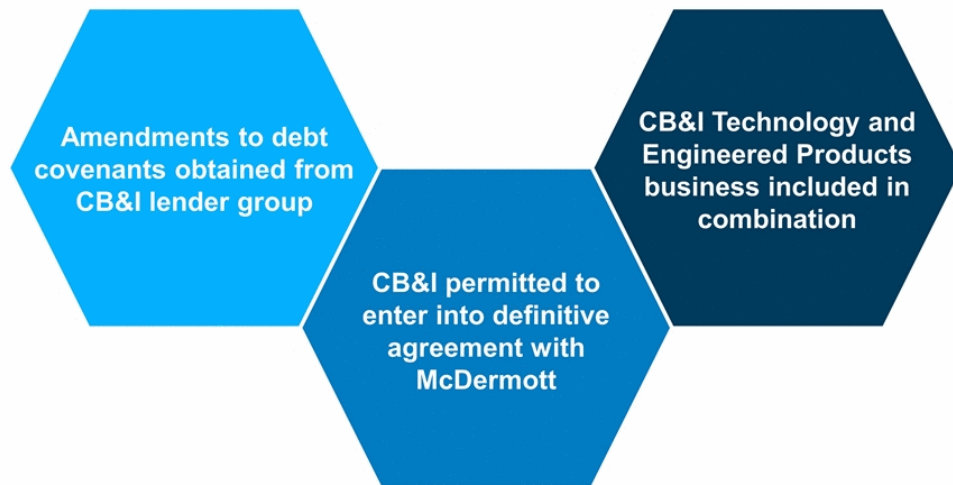 Amendments to debt
covenants obtained from
CB&I lender group
CB&I permitted to
enter into definitive
agreement with
McDermott
CB&I Technology and
Engineered Products
business included in
combination